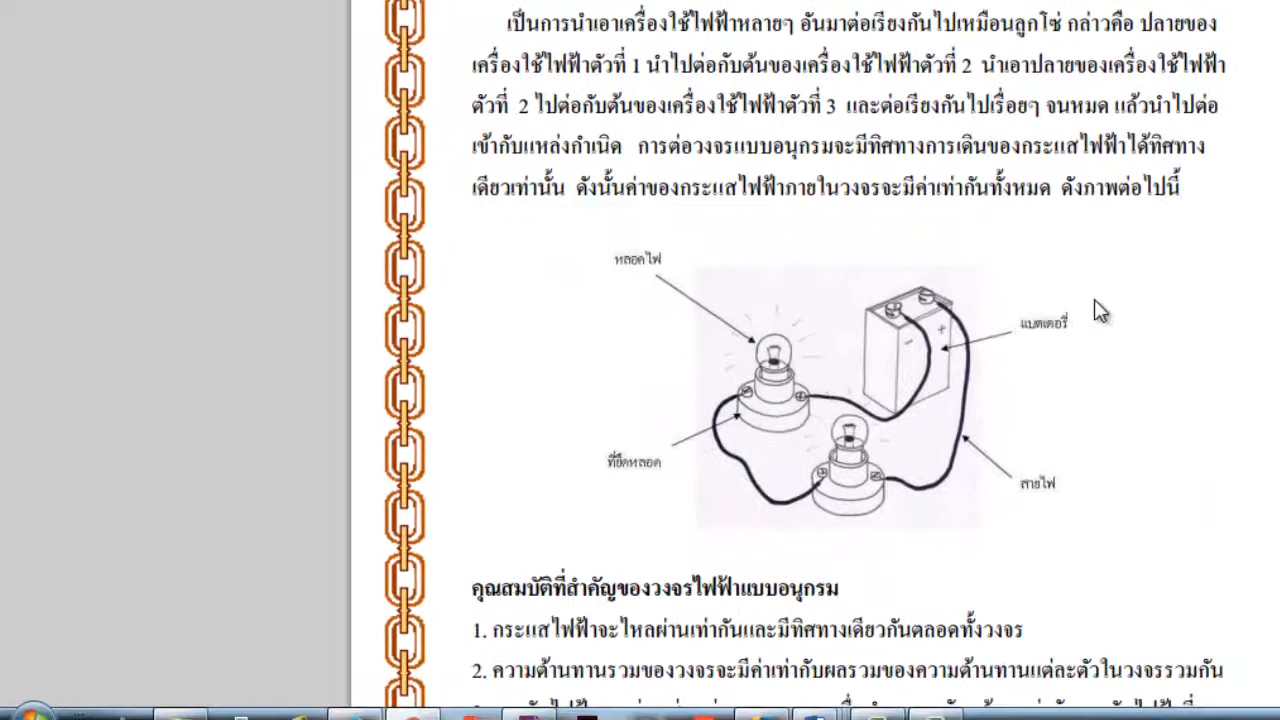 เป็นการนำเอาเครื่องใช้ไฟฟ้าหลายๆ อันมาต่อเรียงกันไปเหมือนลูกโซ่ กล่าวคือ ปลายของ
เครื่องใช้ไฟฟ้าตัวที่ 1 นำไปต่อกับต้นของเครื่องใช้ไฟฟ้าตัวที่ 2 นำเอาปลายของเครื่องใช้ไฟฟ้า
ตัวที่ 2 ไปต่อกับต้นของเครื่องใช้ไฟฟ้าตัวที่ 3 และต่อเรียงกันไปเรื่อยๆ จนหมด แล้วนำไปต่อ
เข้ากับแหล่งกำเนิด การต่อวงจรแบบอนุกรมจะมีทิศทางการเดินของกระแสไฟฟ้าได้ทิศทาง
เดียวเท่านั้น ดังนั้นค่าของกระแสไฟฟ้าภายในวงจรจะมีค่าเท่ากันทั้งหมด ดังภาพต่อไปนี้
หลอดไฟ
แบตเตอรี่
ที่ยึดหลอด
สายไฟ
คุณสมบัติที่สำคัญของวงจรไฟฟ้าแบบอนุกรม
1. กระแสไฟฟ้าจะไหลผ่านเท่ากันและมีทิศทางเดียวกันตลอดทั้งวงจร
2. ความต้านทานรวมของวงจรจะมีค่าเท่ากับผลรวมของความต้านทานแต่ละตัวในวงจรรวมกัน